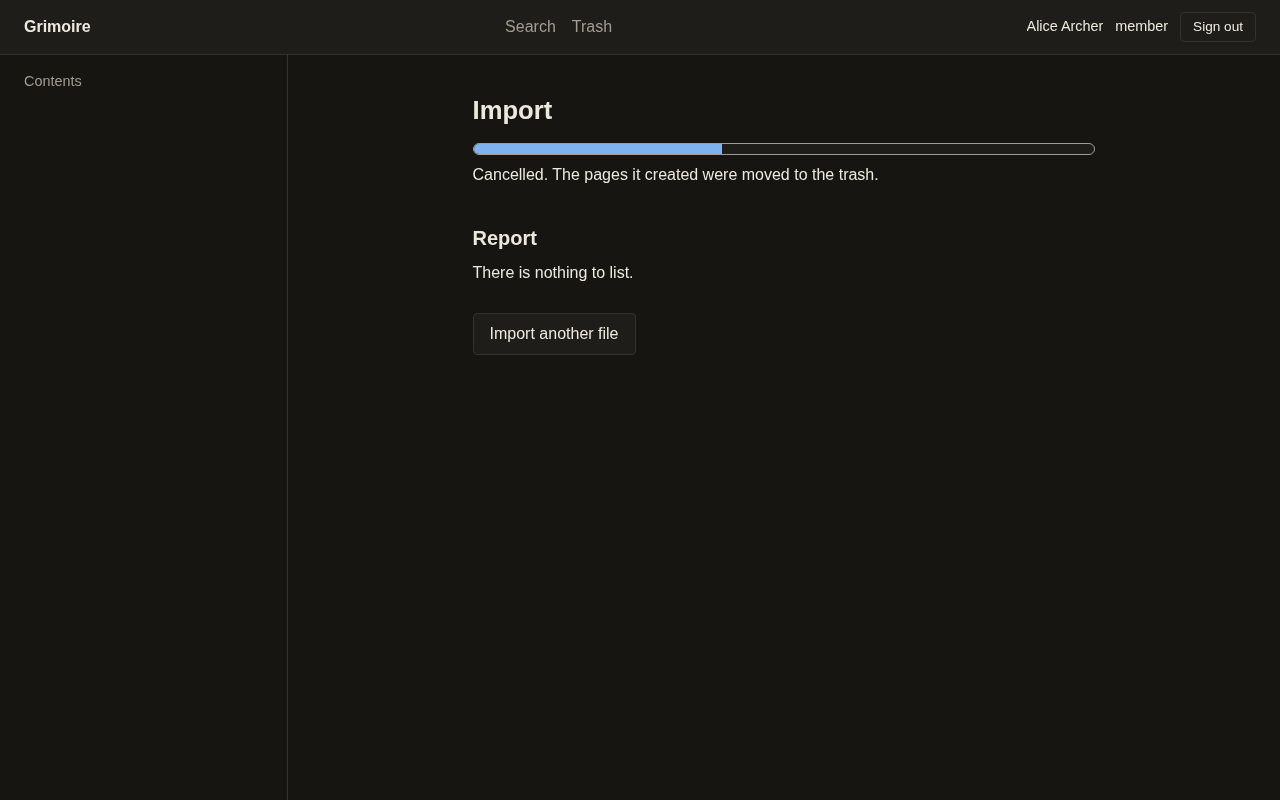 Grimoire
Search Trash
Alice Archer member Sign out
Contents
Import
Cancelled. The pages it created were moved to the trash.
Report
There is nothing to list.
Import another file